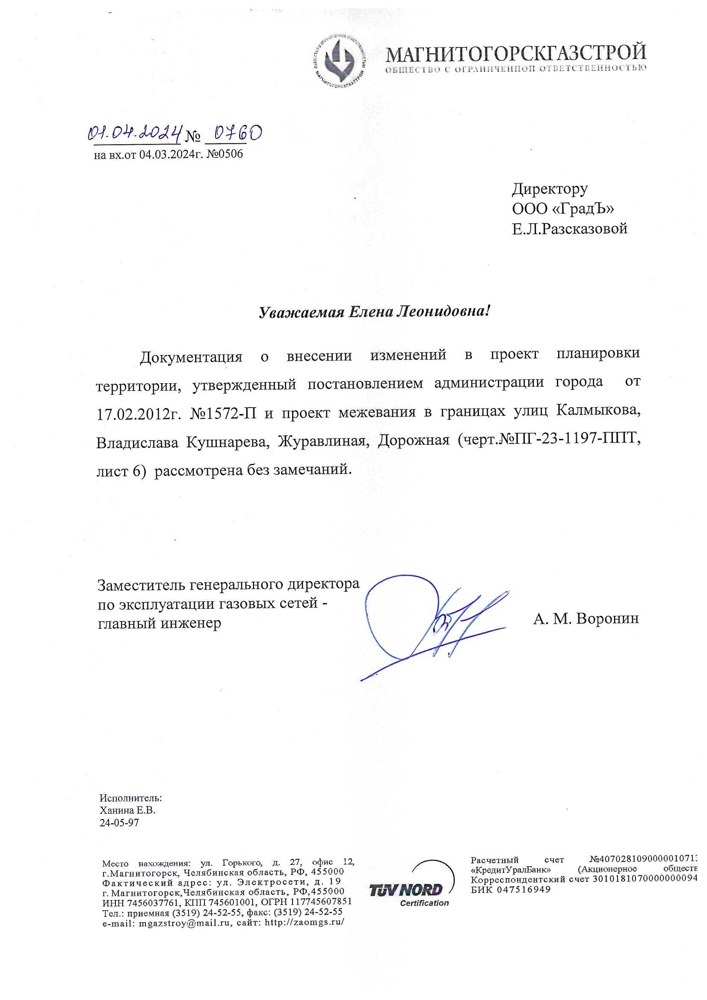 ОБЩЕСТВО С ОГРАНИЧЕННОЙ ОТВЕТСТВЕННОСТЬЮ
МАГНИТОГОРСКГАЗСТРОЙ
МАГНИТОГОРСКГАЗСТРОЙ
ОБЩЕСТВО С ОГРАНИЧЕННОЙ ОТВЕТСТВЕННОСТЬЮ
01.04.2024 № 0760
на вх.от 04.03.2024г. №0506
Директору
ООО «ГрадЪ»
Е.Л.Разсказовой
Уважаемая Елена Леонидовна!
Документация о внесении изменений в проект планировки
территории, утвержденный постановлением администрации города от
17.02.2012г. №1572-П и проект межевания в границах улиц Калмыкова,
Владислава Кушнарева, Журавлиная, Дорожная (черт.№ПГ-23-1197-ППТ,
лист 6) рассмотрена без замечаний.
Заместитель генерального директора
по эксплуатации газовых сетей -
главный инженер
А. М. Воронин
Исполнитель:
Ханина Е.В.
24-05-97
Место нахождения: ул. Горького, д. 27, офис 12,
г.Магнитогорск, Челябинская область, РФ, 455000
Фактический адрес: ул. Электросети, д. 19
г. Магнитогорск,Челябинская область, РФ,455000
ИНН 7456037761, КПП 745601001, ОГРН 117745607851
Тел.: приемная (3519) 24-52-55, факс: (3519) 24-52-55
e-mail: mgazstroy@mail.ru, сайт: http://zaomgs.ru/
TÜV NORD
Certification
Расчетный счет №4070281090000010713
«КредитУралБанк» (Акционерное обществ
Корреспондентский счет 3010181070000000094
БИК 047516949